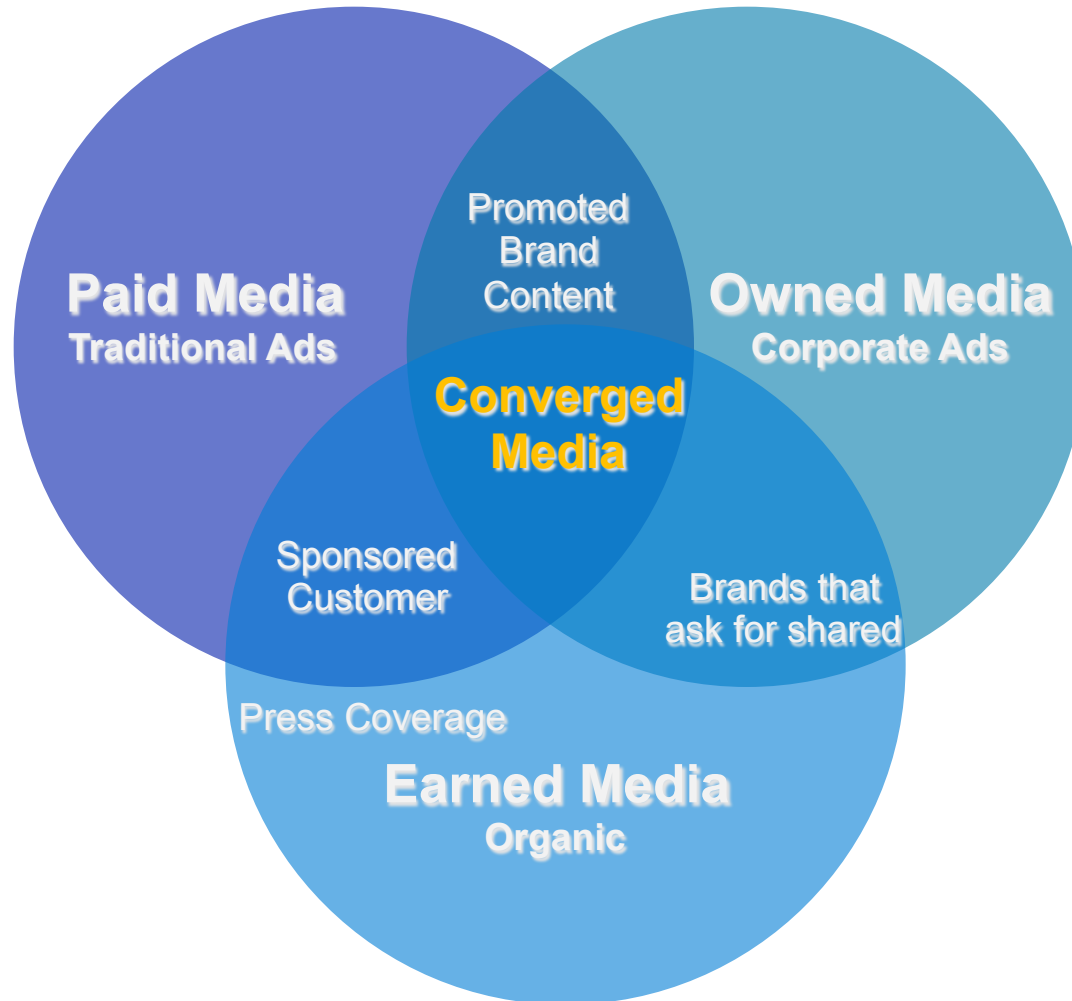 Promoted
Brand
Content
Paid Media
Traditional Ads
Owned Media
Corporate Ads
Converged
Media
Sponsored
Customer
Brands that
ask for shared
Press Coverage
Earned Media
Organic